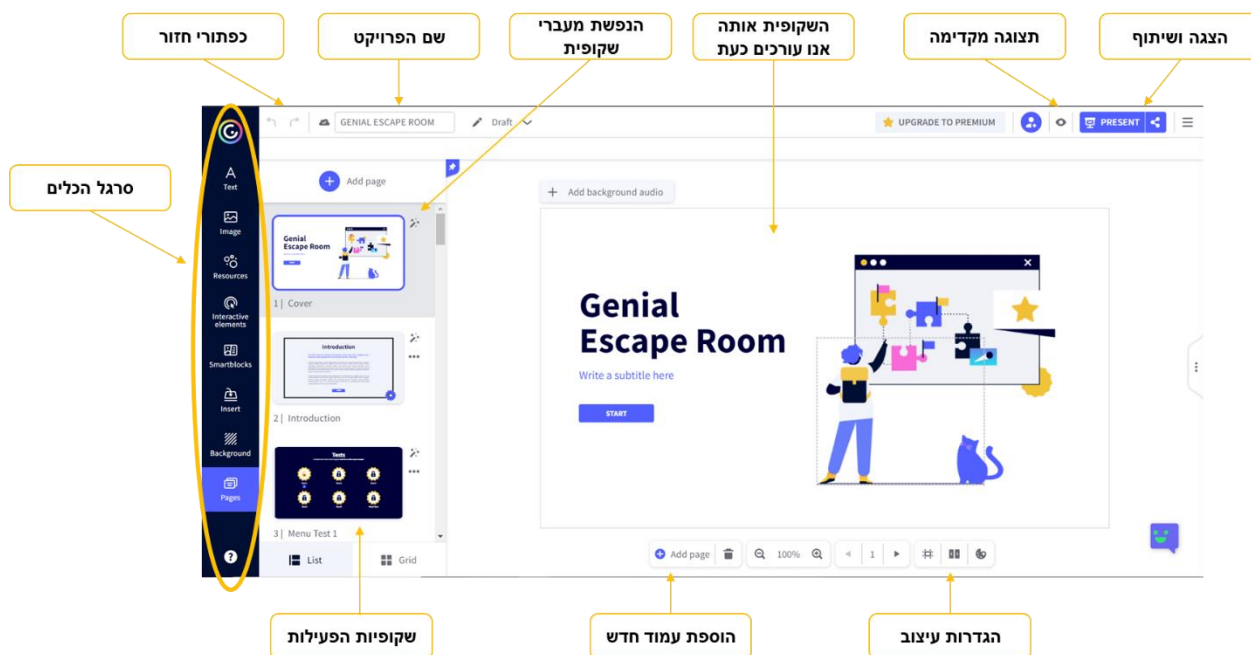 כפתורי חזור
שם הפרויקט
הנפשת מעברי
שקופית
השקופית אותה
אנו עורכים כעת
תצוגה מקדימה
הצגה ושיתוף
סרגל הכלים
GENIAL ESCAPE ROOM
Draft
UPGRADE TO PREMIUM
PRESENT
Text
Image
Resources
Interactive
elements
Smartblocks
Insert
Background
Pages
?
Add page
Genial
Escape Room
START
1 | Cover
Introduction
2 | Introduction
Tests
3 | Menu Test 1
List
Grid
+ Add background audio
Genial
Escape Room
Write a subtitle here
START
Add page
100%
1
שקופיות הפעילות
הוספת עמוד חדש
הגדרות עיצוב